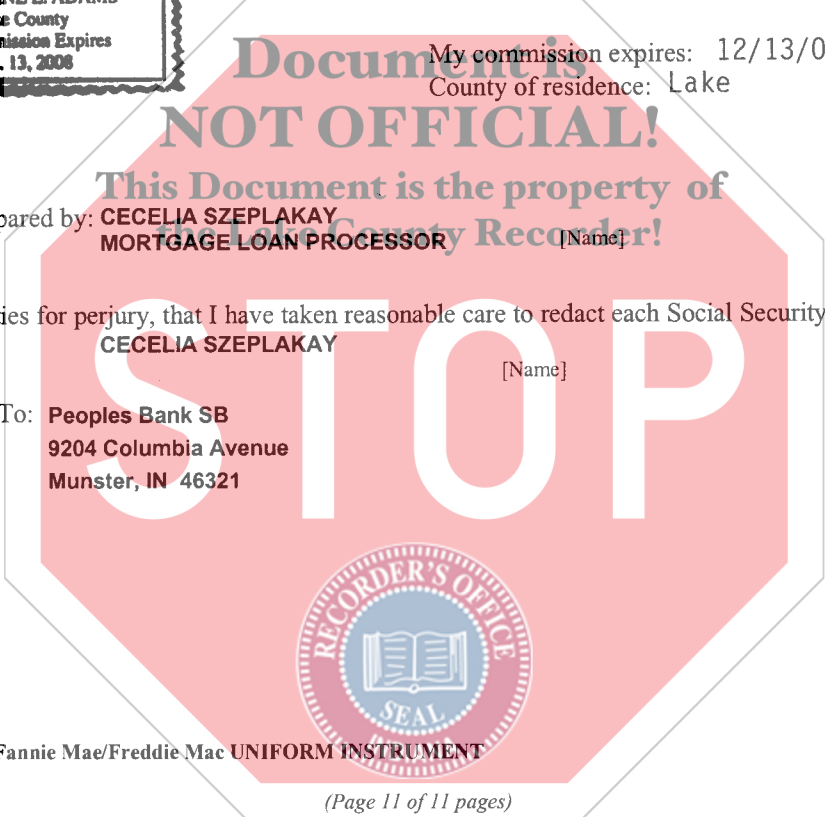 ADAMS
e County
mission Expires
. 13, 2008
My commission expires: 12/13/0
County of residence: Lake
Document is
NOT OFFICIAL!
This Document is the property of
the Lake County Recorder!
pared by: CECELIA SZEPLAKAY
MORTGAGE LOAN PROCESSOR [Name]
ies for perjury, that I have taken reasonable care to redact each Social Security
CECELIA SZEPLAKAY
[Name]
STOP
To: Peoples Bank SB
9204 Columbia Avenue
Munster, IN 46321
RECORDER'S OFFICE
SEAL
INDIANA
Fannie Mae/Freddie Mac UNIFORM INSTRUMENT
(Page 11 of 11 pages)